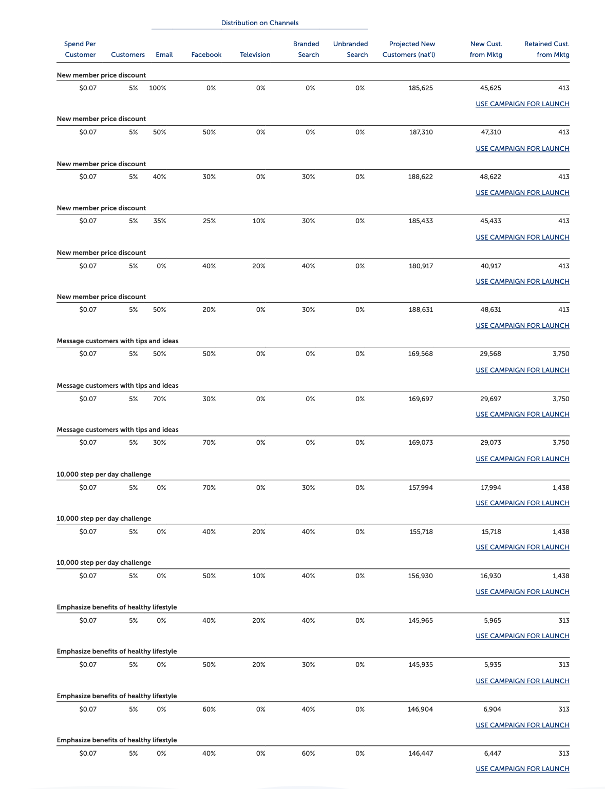 Distribution on Channels
Spend Per Customer Customers Email Facebook Television Branded Search Unbranded Search Projected New Customers (nat'l) New Cust. from Mktg Retained Cust. from Mktg
New member price discount
$0.07 5% 100% 0% 0% 0% 0% 185,625 45,625 413
USE CAMPAIGN FOR LAUNCH
New member price discount
$0.07 5% 50% 50% 0% 0% 0% 187,310 47,310 413
USE CAMPAIGN FOR LAUNCH
New member price discount
$0.07 5% 40% 30% 0% 30% 0% 188,622 48,622 413
USE CAMPAIGN FOR LAUNCH
New member price discount
$0.07 5% 35% 25% 10% 30% 0% 185,433 45,433 413
USE CAMPAIGN FOR LAUNCH
New member price discount
$0.07 5% 0% 40% 20% 40% 0% 180,917 40,917 413
USE CAMPAIGN FOR LAUNCH
New member price discount
$0.07 5% 50% 20% 0% 30% 0% 188,631 48,631 413
USE CAMPAIGN FOR LAUNCH
Message customers with tips and ideas
$0.07 5% 50% 50% 0% 0% 0% 169,568 29,568 3,750
USE CAMPAIGN FOR LAUNCH
Message customers with tips and ideas
$0.07 5% 70% 30% 0% 0% 0% 169,697 29,697 3,750
USE CAMPAIGN FOR LAUNCH
Message customers with tips and ideas
$0.07 5% 30% 70% 0% 0% 0% 169,073 29,073 3,750
USE CAMPAIGN FOR LAUNCH
10,000 step per day challenge
$0.07 5% 0% 70% 0% 30% 0% 157,994 17,994 1,438
USE CAMPAIGN FOR LAUNCH
10,000 step per day challenge
$0.07 5% 0% 40% 20% 40% 0% 155,718 15,718 1,438
USE CAMPAIGN FOR LAUNCH
10,000 step per day challenge
$0.07 5% 0% 50% 10% 40% 0% 156,930 16,930 1,438
USE CAMPAIGN FOR LAUNCH
Emphasize benefits of healthy lifestyle
$0.07 5% 0% 40% 20% 40% 0% 145,965 5,965 313
USE CAMPAIGN FOR LAUNCH
Emphasize benefits of healthy lifestyle
$0.07 5% 0% 50% 20% 30% 0% 145,935 5,935 313
USE CAMPAIGN FOR LAUNCH
Emphasize benefits of healthy lifestyle
$0.07 5% 0% 60% 0% 40% 0% 146,904 6,904 313
USE CAMPAIGN FOR LAUNCH
Emphasize benefits of healthy lifestyle
$0.07 5% 0% 40% 0% 60% 0% 146,447 6,447 313
USE CAMPAIGN FOR LAUNCH